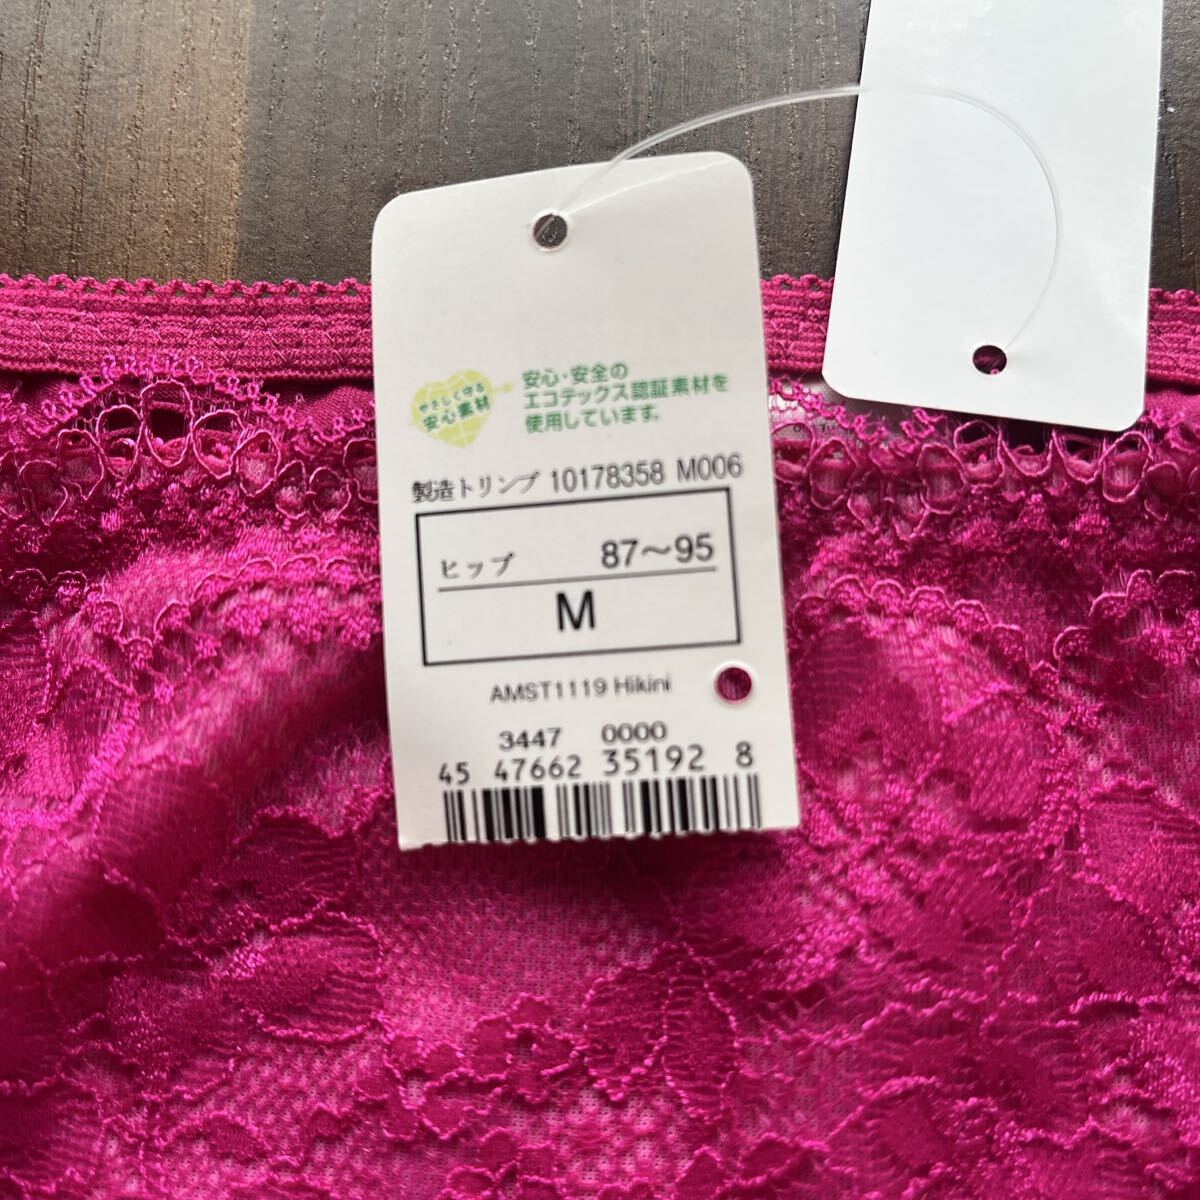 やさしく守る
安心素材
安心・安全の
エコテックス認証素材を
使用しています。
製造トリンプ 10178358 M006
ヒップ 87〜95
M
AMST1119 Hikini
3447 0000
45 47662 35192 8